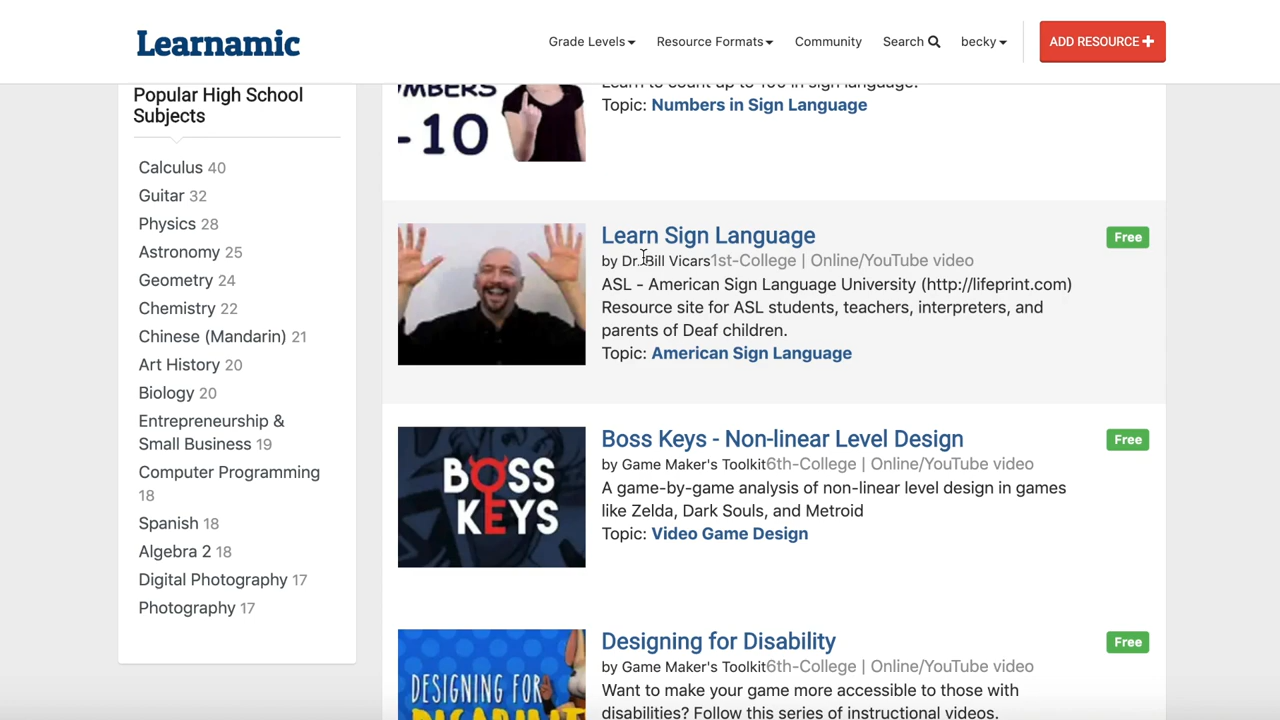 Learnamic
Grade Levels
Resource Formats
Community
Search
becky
ADD RESOURCE
Popular High School
Subjects
Calculus 40
Guitar 32
Physics 28
Astronomy 25
Geometry 24
Chemistry 22
Chinese (Mandarin) 21
Art History 20
Biology 20
Entrepreneurship &
Small Business 19
Computer Programming
18
Spanish 18
Algebra 2 18
Digital Photography 17
Photography 17
- 10
Topic: Numbers in Sign Language
Learn Sign Language
Free
by Dr. Bill Vicars1st-College | Online/YouTube video
ASL - American Sign Language University (http://lifeprint.com)
Resource site for ASL students, teachers, interpreters, and
parents of Deaf children.
Topic: American Sign Language
BOSS
KEYS
Boss Keys - Non-linear Level Design
Free
by Game Maker's Toolkit6th-College | Online/YouTube video
A game-by-game analysis of non-linear level design in games
like Zelda, Dark Souls, and Metroid
Topic: Video Game Design
DESIGNING FOR
Designing for Disability
Free
by Game Maker's Toolkit6th-College | Online/YouTube video
Want to make your game more accessible to those with
disabilities? Follow this series of instructional videos.